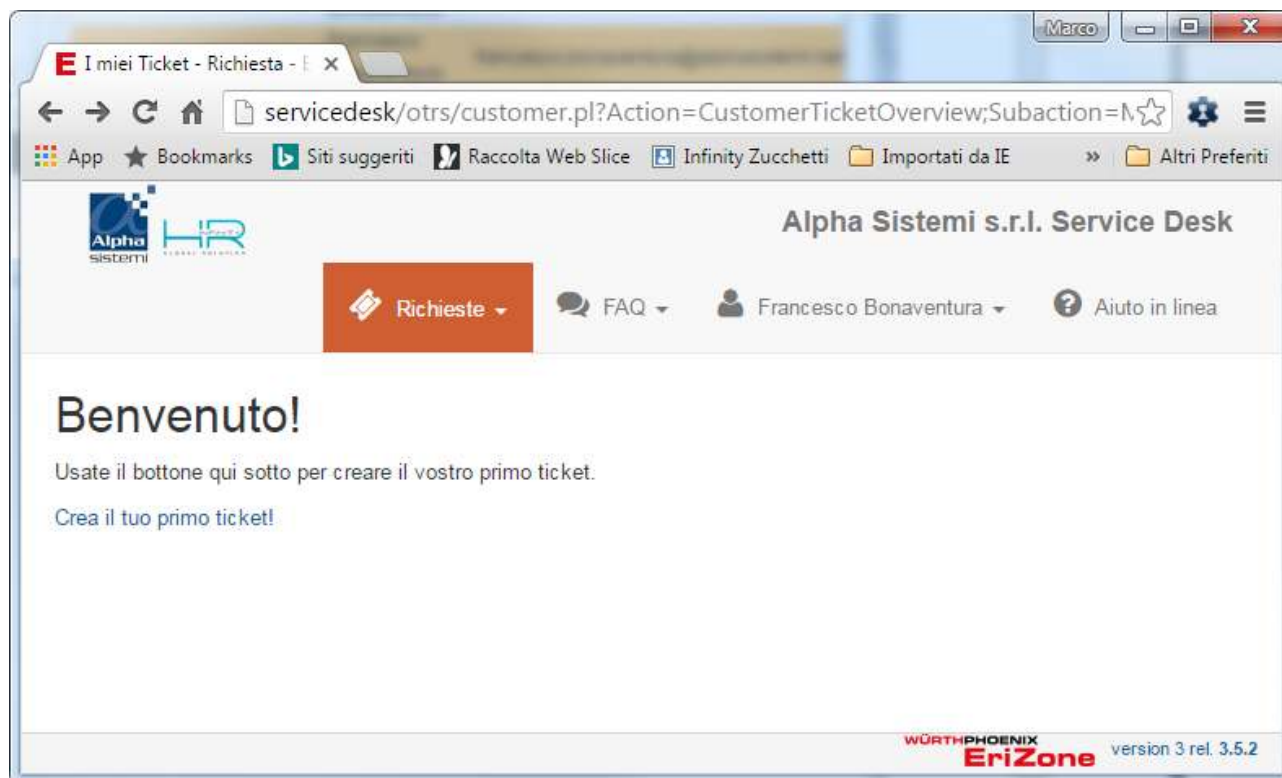 Marco
I miei Ticket - Richiesta - E
servicedesk/otrs/customer.pl?Action=CustomerTicketOverview;Subaction=M
App Bookmarks Siti suggeriti Raccolta Web Slice Infinity Zucchetti Importati da IE » Altri Preferiti
Alpha
sistemi
HR
Alpha Sistemi s.r.l. Service Desk
Richieste FAQ Francesco Bonaventura Aiuto in linea
Benvenuto!
Usate il bottone qui sotto per creare il vostro primo ticket.
Crea il tuo primo ticket!
WÜRTHPHOENIX
EriZone version 3 rel. 3.5.2